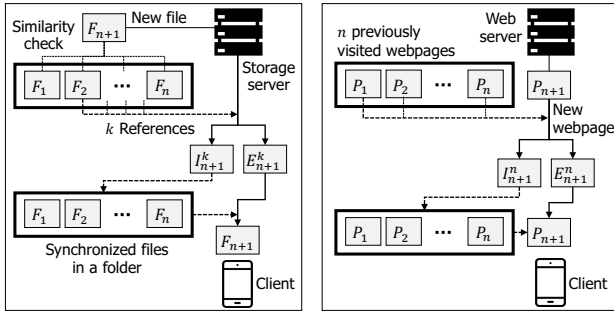 Similarity
check
F_{n+1}
New file
F_1 F_2 ... F_n
Storage
server
k References
I^k_{n+1} E^k_{n+1}
F_1 F_2 ... F_n
F_{n+1}
Synchronized files
in a folder
Client
n previously
visited webpages
Web
server
P_1 P_2 ... P_n
P_{n+1}
New
webpage
I^n_{n+1} E^n_{n+1}
P_1 P_2 ... P_n
P_{n+1}
Client